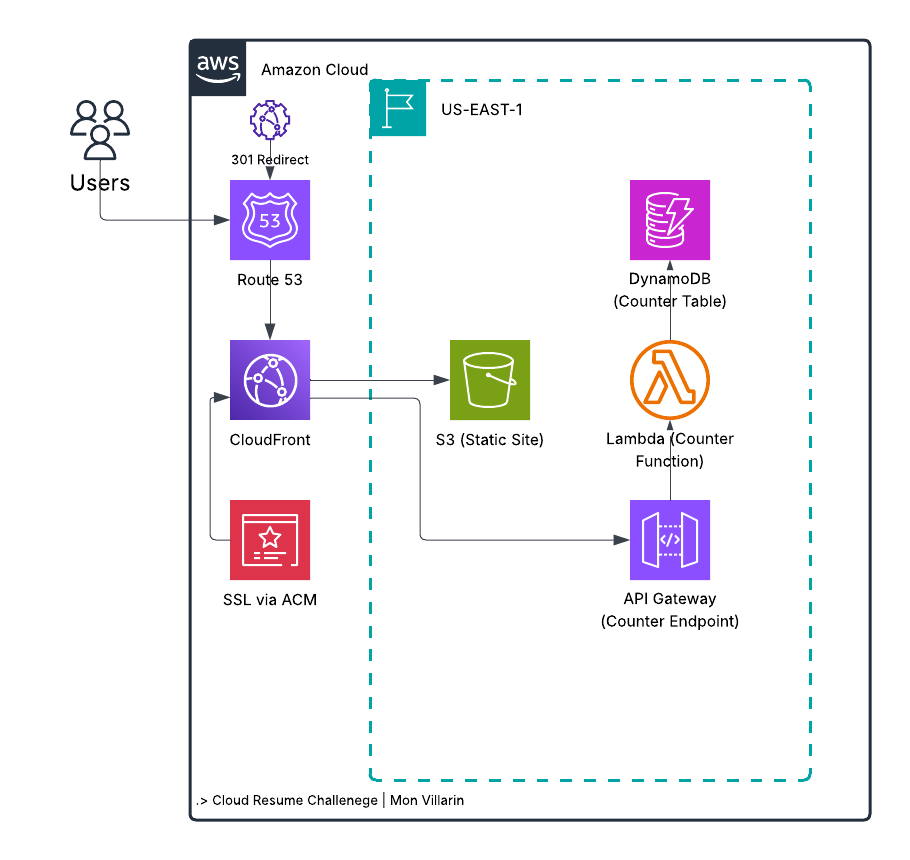 aws
Amazon Cloud
US-EAST-1
301 Redirect
Users
53
Route 53
DynamoDB
(Counter Table)
CloudFront
S3 (Static Site)
Lambda (Counter
Function)
</>
SSL via ACM
API Gateway
(Counter Endpoint)
.> Cloud Resume Challenege | Mon Villarin